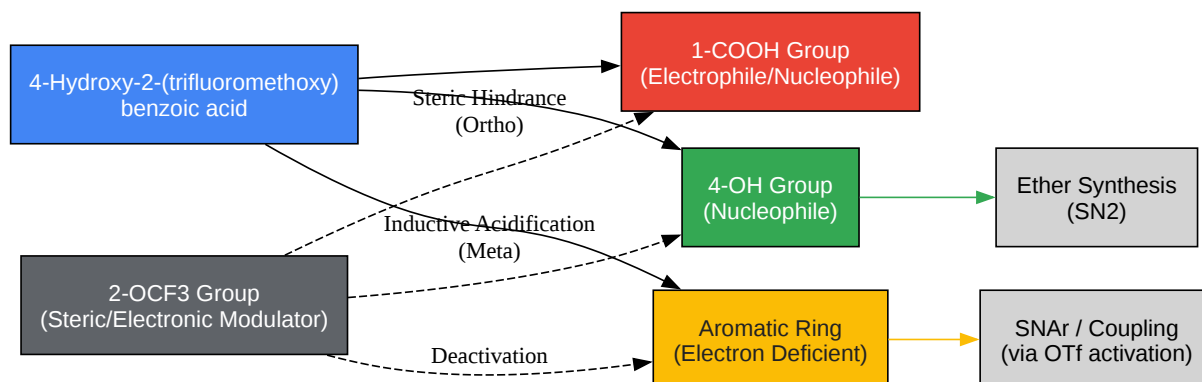 4-Hydroxy-2-(trifluoromethoxy)
benzoic acid
1-COOH Group
(Electrophile/Nucleophile)
Steric Hindrance
(Ortho)
4-OH Group
(Nucleophile)
Ether Synthesis
(SN2)
Inductive Acidification
(Meta)
2-OCF3 Group
(Steric/Electronic Modulator)
Deactivation
Aromatic Ring
(Electron Deficient)
SNAr / Coupling
(via OTf activation)